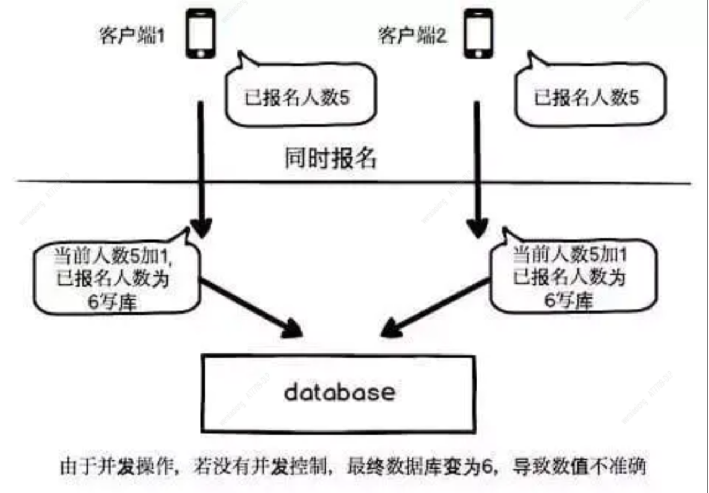 客户端1
客户端2
已报名人数5
已报名人数5
同时报名
当前人数5加1,
已报名人数为
6写库
当前人数5加1
已报名人数为
6写库
database
由于并发操作，若没有并发控制，最终数据库变为6，导致数值不准确